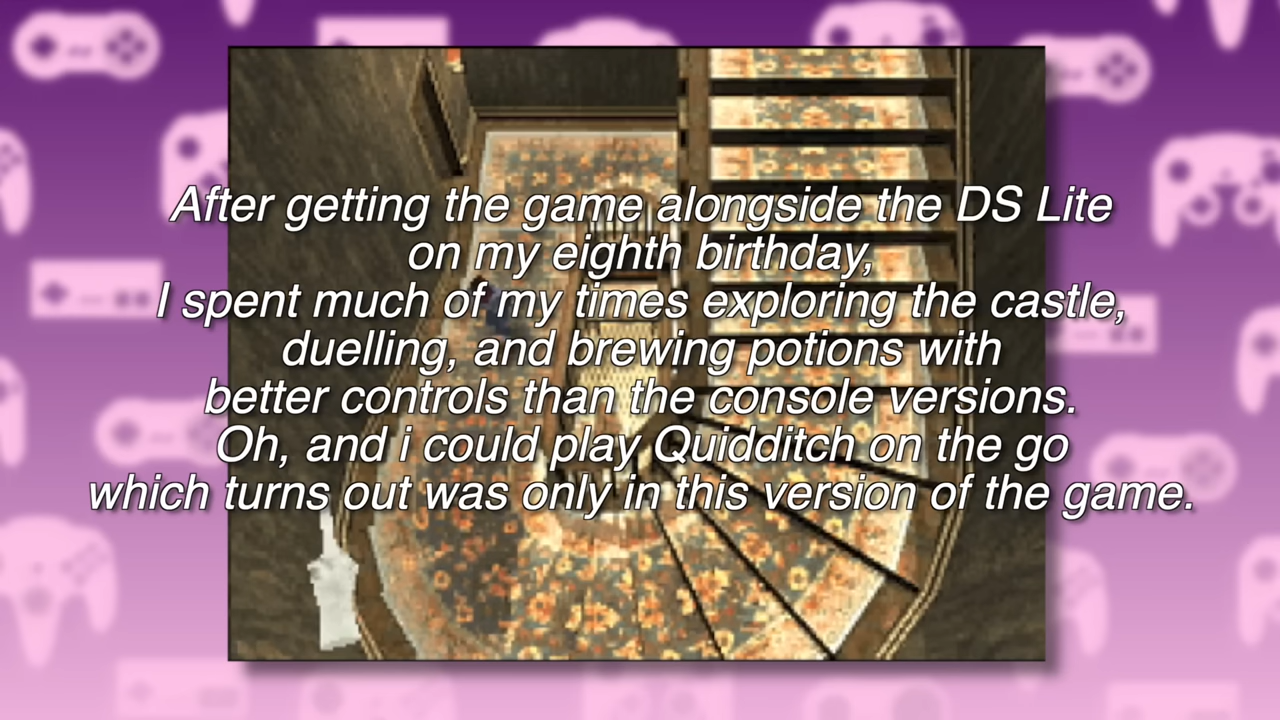 After getting the game alongside the DS Lite
on my eighth birthday,
I spent much of my times exploring the castle,
duelling, and brewing potions with
better controls than the console versions.
Oh, and i could play Quidditch on the go
which turns out was only in this version of the game.